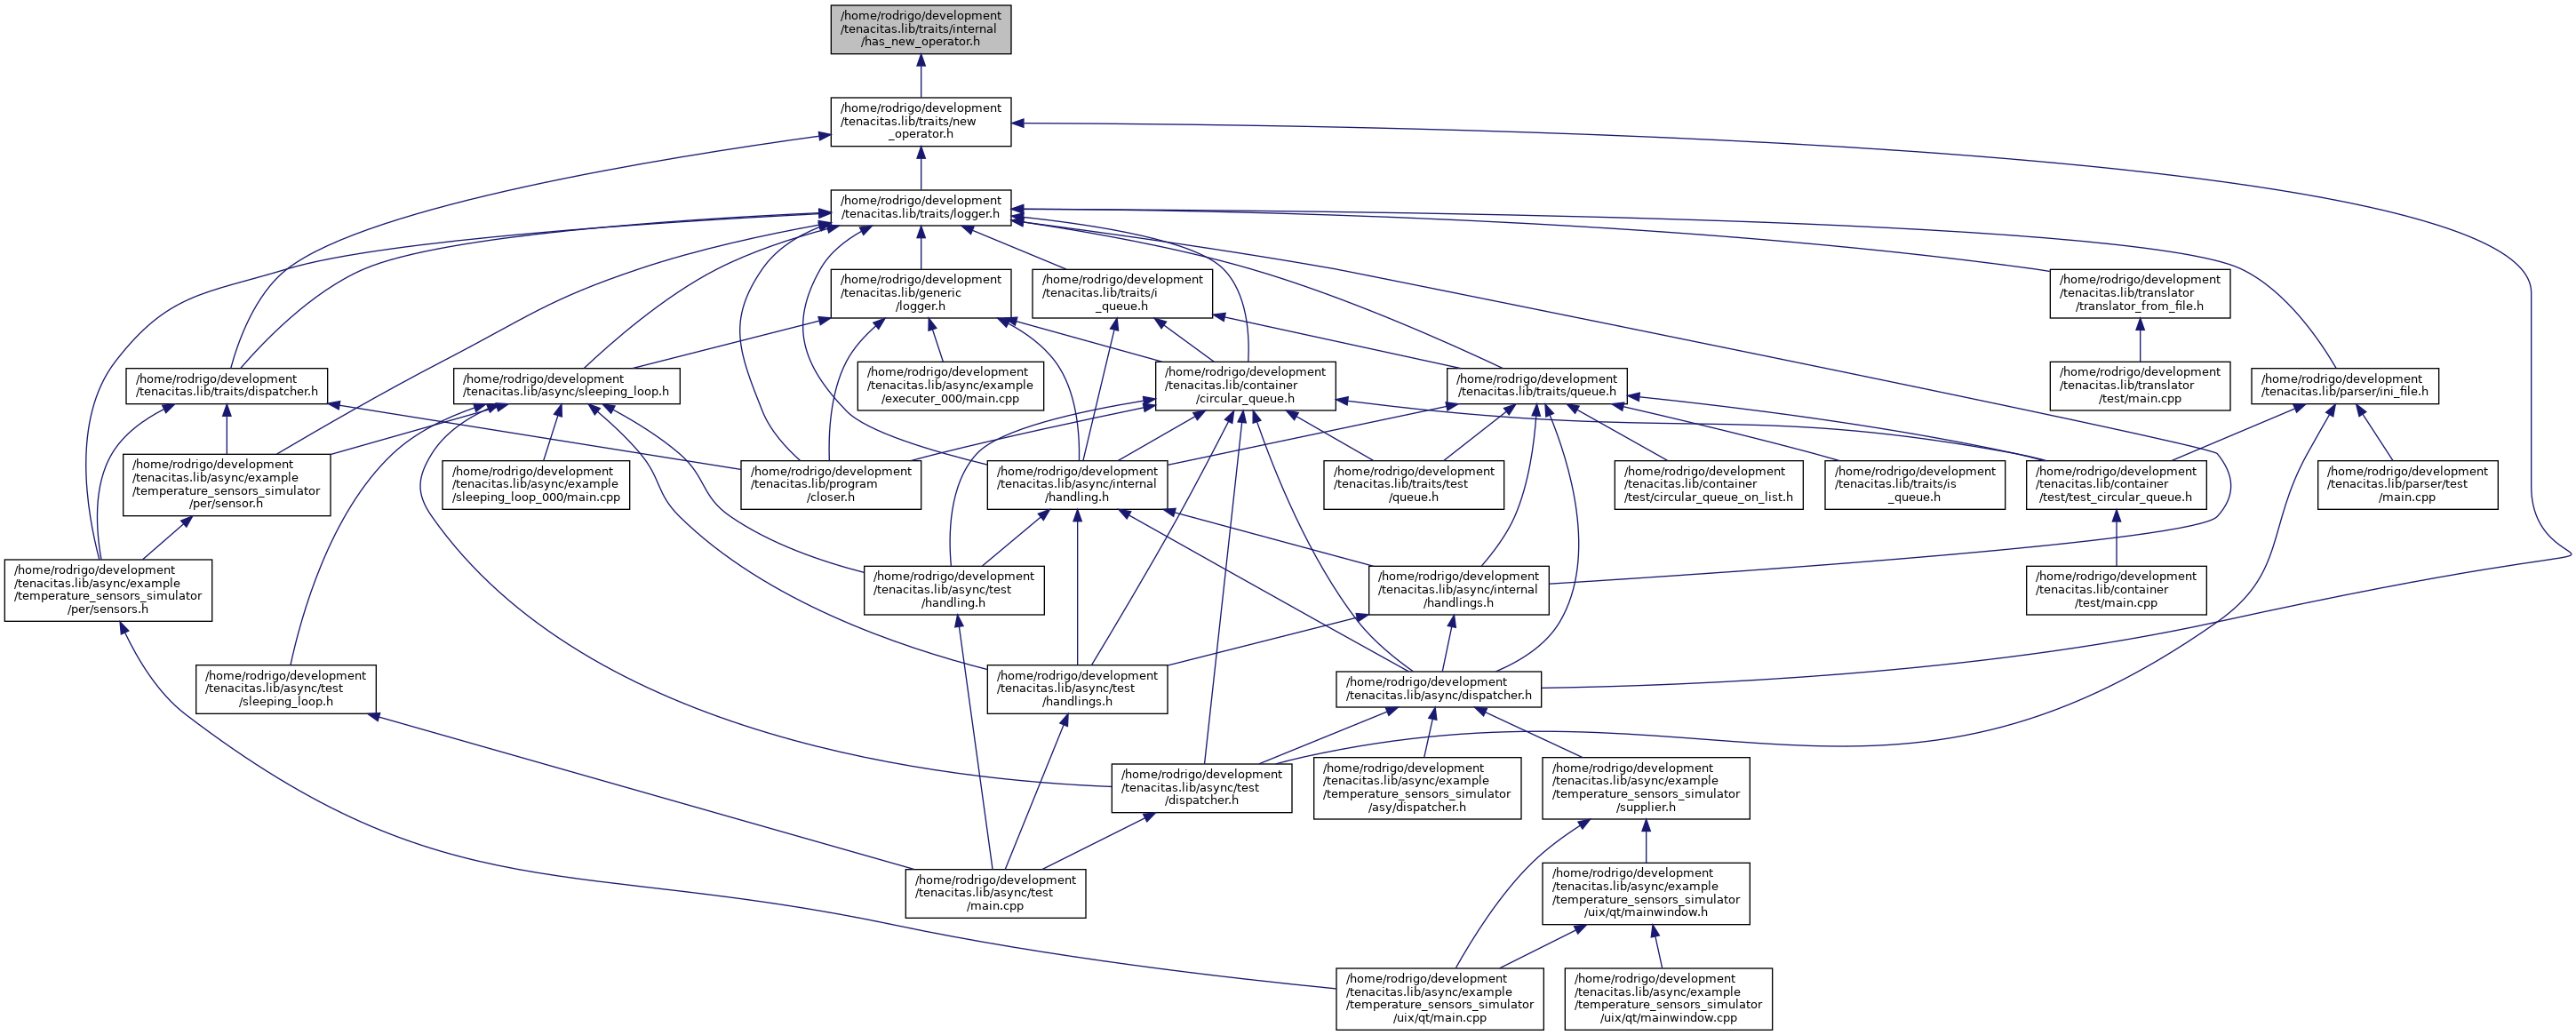 /home/rodrigo/development
/tenacitas.lib/traits/internal
/has_new_operator.h
/home/rodrigo/development
/tenacitas.lib/traits/new
_operator.h
/home/rodrigo/development
/tenacitas.lib/traits/logger.h
/home/rodrigo/development
/tenacitas.lib/generic
/logger.h
/home/rodrigo/development
/tenacitas.lib/traits/i
_queue.h
/home/rodrigo/development
/tenacitas.lib/translator
/translator_from_file.h
/home/rodrigo/development
/tenacitas.lib/traits/dispatcher.h
/home/rodrigo/development
/tenacitas.lib/async/sleeping_loop.h
/home/rodrigo/development
/tenacitas.lib/async/example
/executer_000/main.cpp
/home/rodrigo/development
/tenacitas.lib/container
/circular_queue.h
/home/rodrigo/development
/tenacitas.lib/traits/queue.h
/home/rodrigo/development
/tenacitas.lib/translator
/test/main.cpp
/home/rodrigo/development
/tenacitas.lib/parser/ini_file.h
/home/rodrigo/development
/tenacitas.lib/async/example
/temperature_sensors_simulator
/per/sensor.h
/home/rodrigo/development
/tenacitas.lib/async/example
/sleeping_loop_000/main.cpp
/home/rodrigo/development
/tenacitas.lib/program
/closer.h
/home/rodrigo/development
/tenacitas.lib/async/internal
/handling.h
/home/rodrigo/development
/tenacitas.lib/traits/test
/queue.h
/home/rodrigo/development
/tenacitas.lib/container
/test/circular_queue_on_list.h
/home/rodrigo/development
/tenacitas.lib/traits/is
_queue.h
/home/rodrigo/development
/tenacitas.lib/container
/test/test_circular_queue.h
/home/rodrigo/development
/tenacitas.lib/parser/test
/main.cpp
/home/rodrigo/development
/tenacitas.lib/async/example
/temperature_sensors_simulator
/per/sensors.h
/home/rodrigo/development
/tenacitas.lib/async/test
/handling.h
/home/rodrigo/development
/tenacitas.lib/async/internal
/handlings.h
/home/rodrigo/development
/tenacitas.lib/container
/test/main.cpp
/home/rodrigo/development
/tenacitas.lib/async/test
/sleeping_loop.h
/home/rodrigo/development
/tenacitas.lib/async/test
/handlings.h
/home/rodrigo/development
/tenacitas.lib/async/dispatcher.h
/home/rodrigo/development
/tenacitas.lib/async/test
/dispatcher.h
/home/rodrigo/development
/tenacitas.lib/async/example
/temperature_sensors_simulator
/asy/dispatcher.h
/home/rodrigo/development
/tenacitas.lib/async/example
/temperature_sensors_simulator
/supplier.h
/home/rodrigo/development
/tenacitas.lib/async/test
/main.cpp
/home/rodrigo/development
/tenacitas.lib/async/example
/temperature_sensors_simulator
/uix/qt/mainwindow.h
/home/rodrigo/development
/tenacitas.lib/async/example
/temperature_sensors_simulator
/uix/qt/main.cpp
/home/rodrigo/development
/tenacitas.lib/async/example
/temperature_sensors_simulator
/uix/qt/mainwindow.cpp